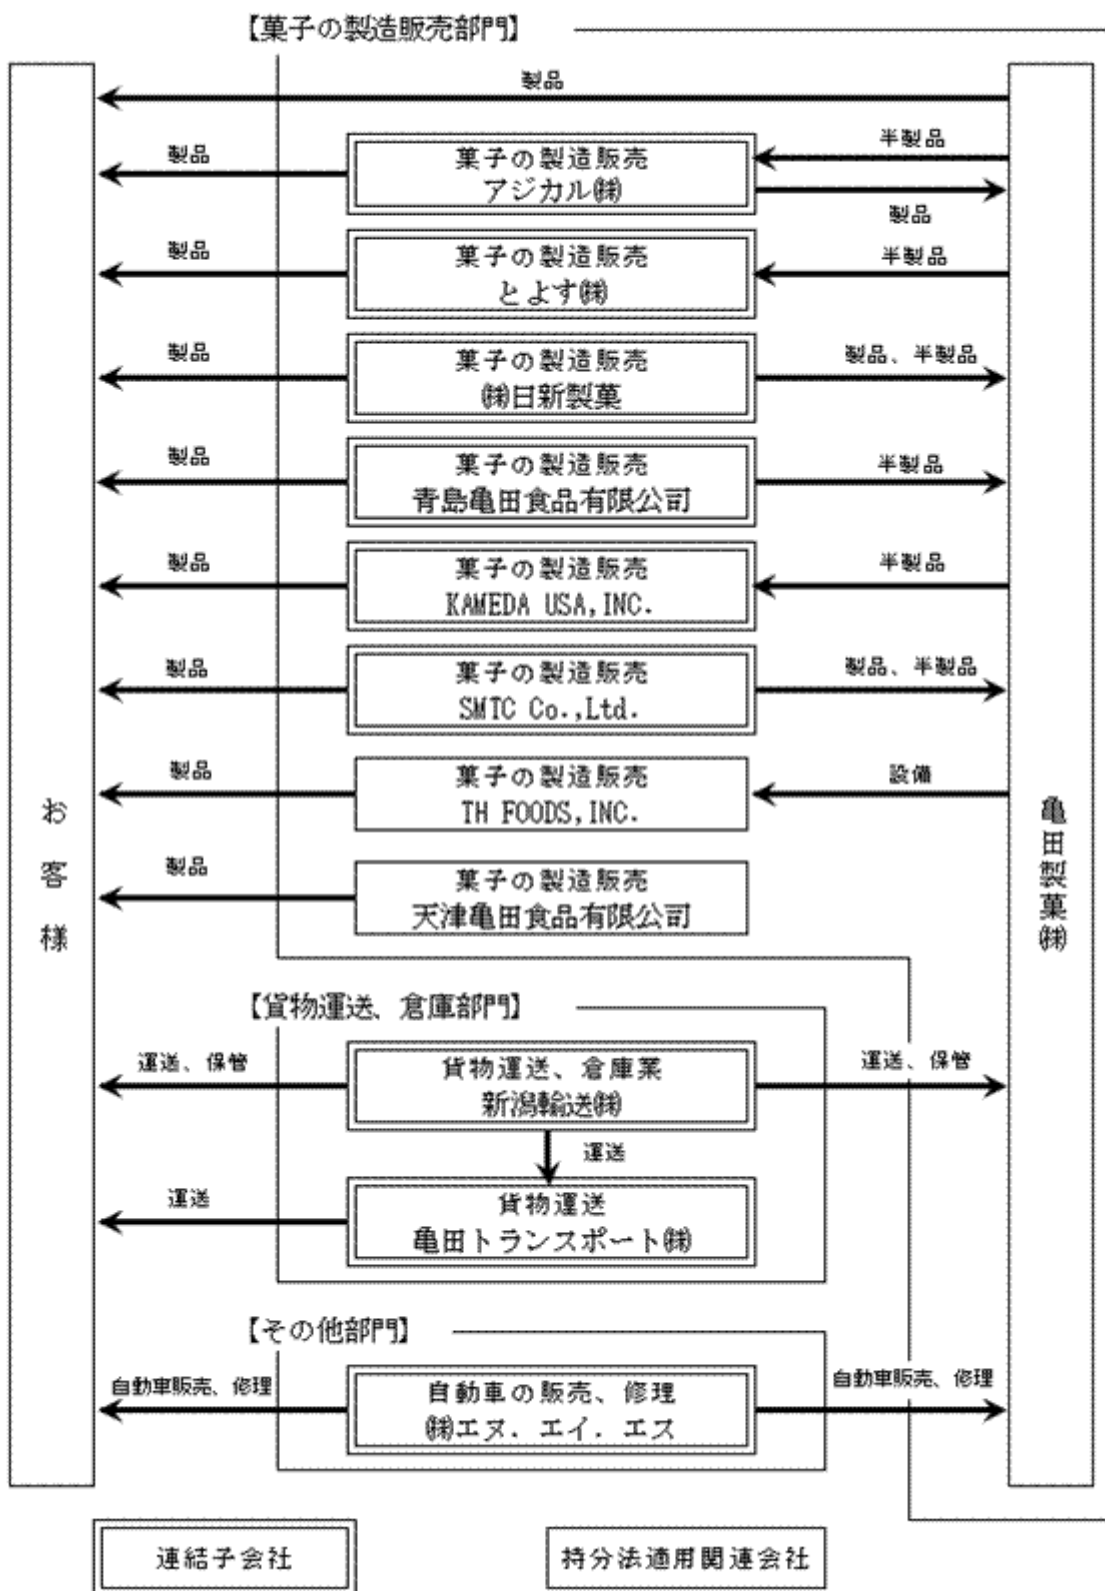 【菓子の製造販売部門】
製品
製品
菓子の製造販売
アジカル㈱
半製品
製品
製品
菓子の製造販売
とよす㈱
半製品
製品
菓子の製造販売
㈱日新製菓
製品、半製品
製品
菓子の製造販売
青島亀田食品有限公司
半製品
製品
菓子の製造販売
KAMEDA USA,INC.
半製品
製品
菓子の製造販売
SMTC Co.,Ltd.
製品、半製品
製品
菓子の製造販売
TH FOODS,INC.
設備
製品
菓子の製造販売
天津亀田食品有限公司
お客様
亀田製菓㈱
【貨物運送、倉庫部門】
運送、保管
貨物運送、倉庫業
新潟輸送㈱
運送、保管
運送
運送
貨物運送
亀田トランスポート㈱
【その他部門】
自動車販売、修理
自動車の販売、修理
㈱エヌ．エイ．エス
自動車販売、修理
連結子会社
持分法適用関連会社